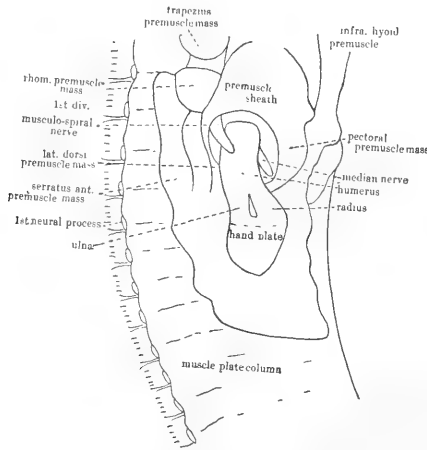 trapezius
premuscle mass
infra. hyoid
premuscle
rhom. premuscle
mass
premuscle
sheath
1st div.
musculo-spiral
nerve
pectoral
premuscle mass
lat. dorsi
premuscle mass
median nerve
humerus
serratus ant.
premuscle mass
radius
1st neural process
hand plate
ulna
muscle plate column